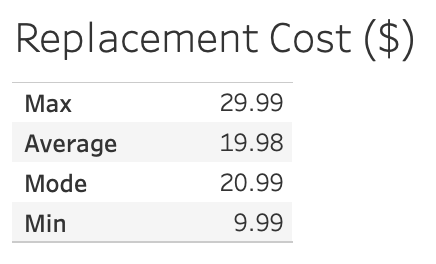 Replacement Cost ($)
Max 29.99
Average 19.98
Mode 20.99
Min 9.99